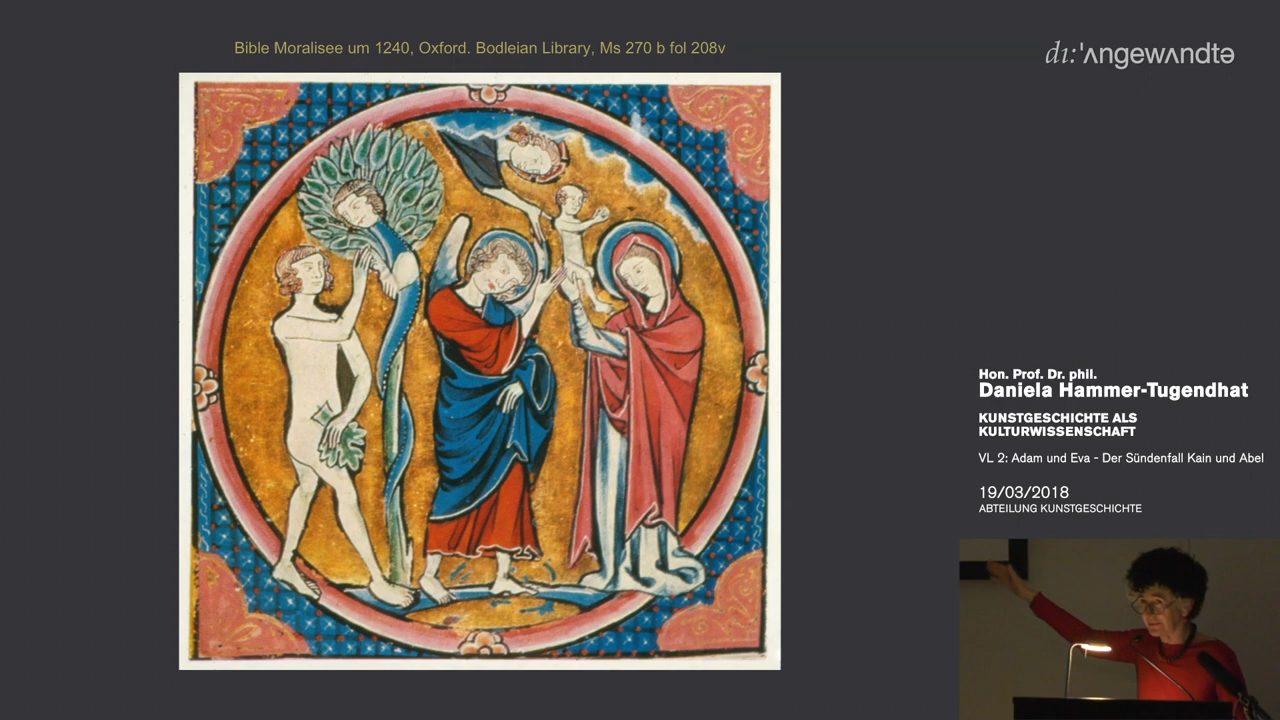 Bible Moralisee um 1240, Oxford. Bodleian Library, Ms 270 b fol 208v
dı:ˈʌngewʌndtə
Hon. Prof. Dr. phil.
Daniela Hammer-Tugendhat
KUNSTGESCHICHTE ALS
KULTURWISSENSCHAFT
VL 2: Adam und Eva - Der Sündenfall Kain und Abel
19/03/2018
ABTEILUNG KUNSTGESCHICHTE